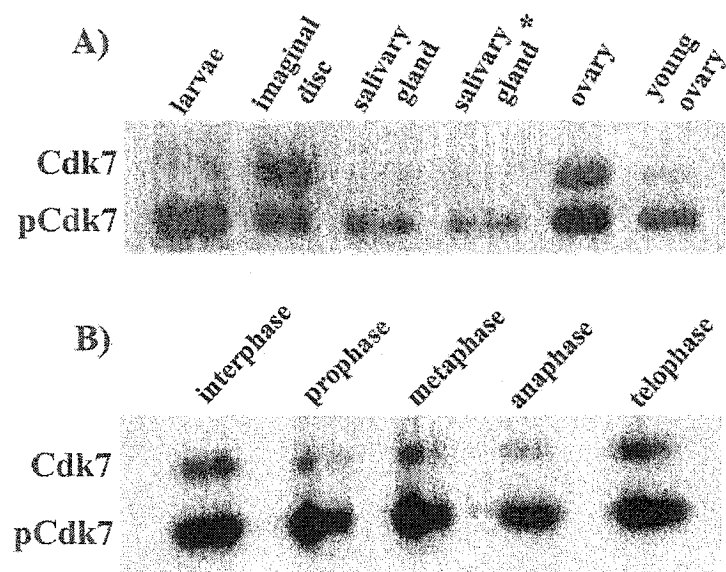 A)
larvae
imaginal
disc
salivary
gland
salivary
gland *
ovary
young
ovary
Cdk7
pCdk7
B)
interphase
prophase
metaphase
anaphase
telophase
Cdk7
pCdk7